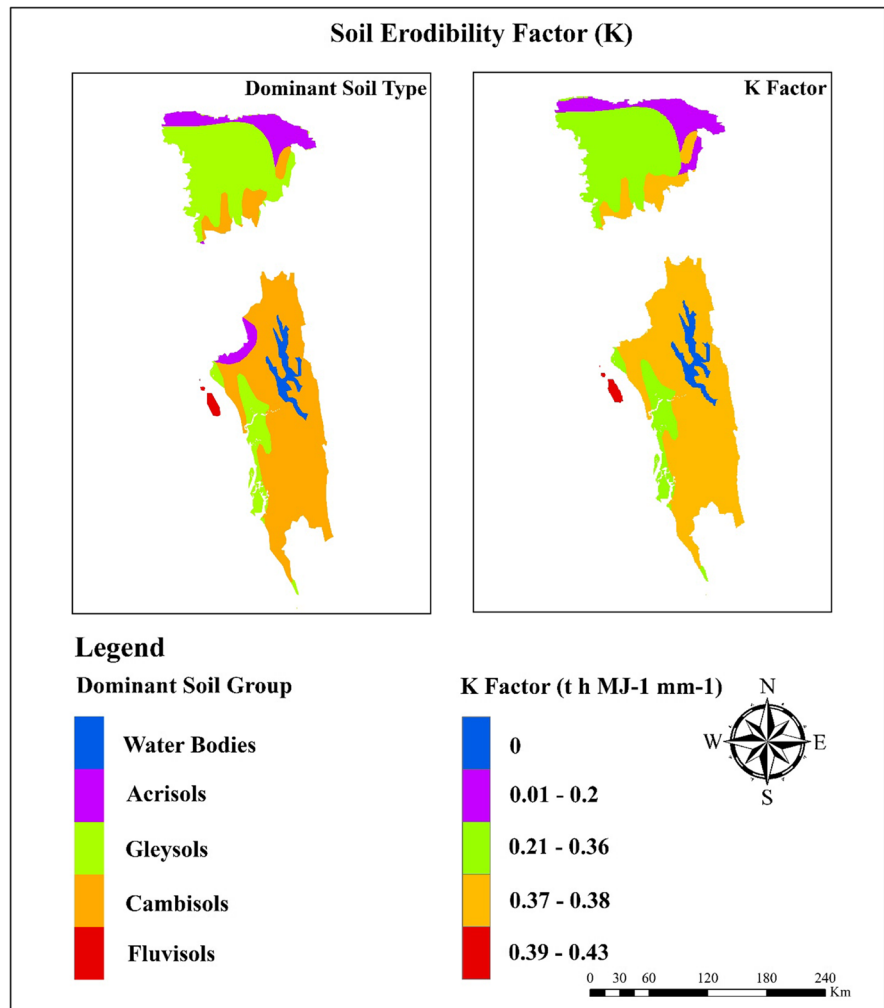 Soil Erodibility Factor (K)
Dominant Soil Type
K Factor
Legend
Dominant Soil Group
Water Bodies
Acrisols
Gleysols
Cambisols
Fluvisols
K Factor (t h MJ-1 mm-1)
0
0.01 - 0.2
0.21 - 0.36
0.37 - 0.38
0.39 - 0.43
N
W E
S
0 30 60 120 180 240
Km